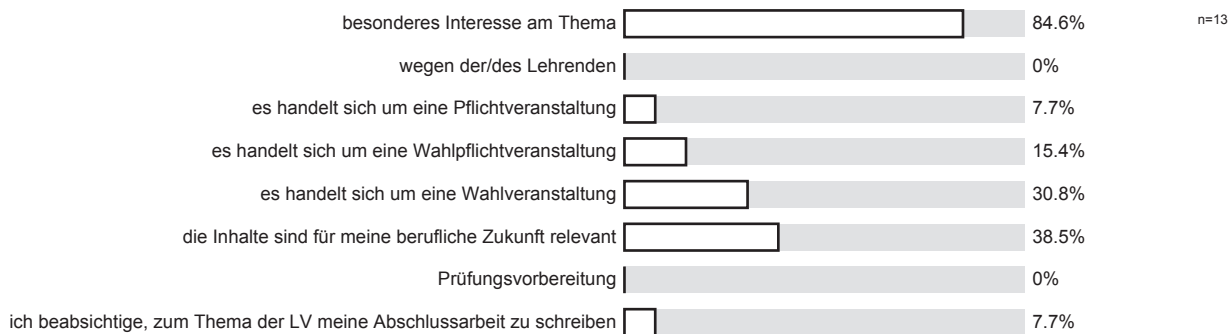 besonderes Interesse am Thema 84.6% n=13
wegen der/des Lehrenden 0%
es handelt sich um eine Pflichtveranstaltung 7.7%
es handelt sich um eine Wahlpflichtveranstaltung 15.4%
es handelt sich um eine Wahlveranstaltung 30.8%
die Inhalte sind für meine berufliche Zukunft relevant 38.5%
Prüfungsvorbereitung 0%
ich beabsichtige, zum Thema der LV meine Abschlussarbeit zu schreiben 7.7%